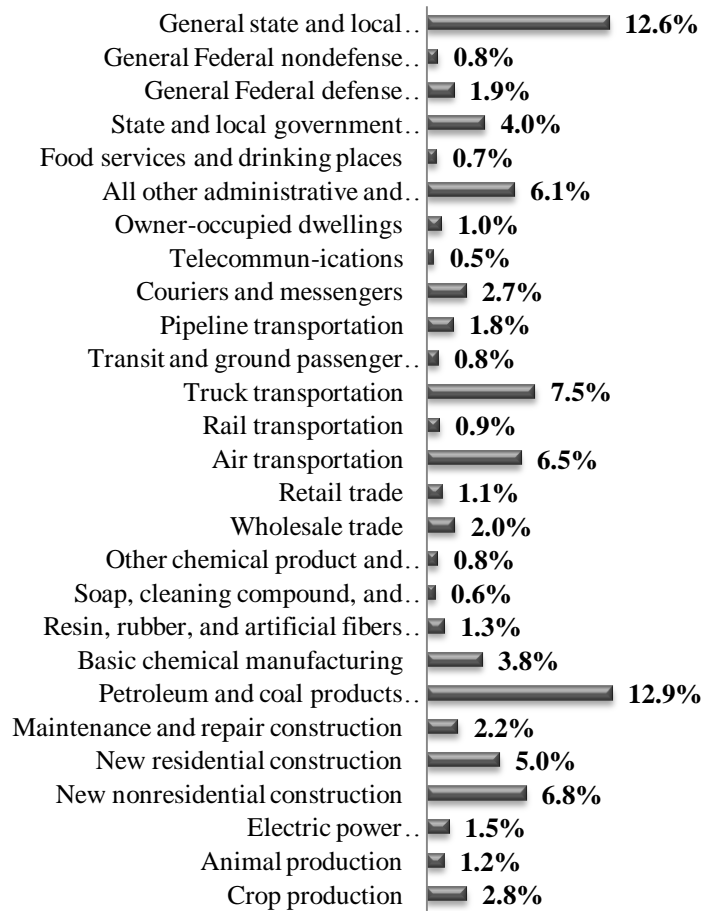 General state and local .. 12.6%
General Federal nondefense 0.8%
General Federal defense.. 1.9%
State and local government 4.0%
Food services and drinking places 0.7%
All other administrative and .. 6.1%
Owner-occupied dwellings 1.0%
Telecommun-ications 0.5%
Couriers and messengers 2.7%
Pipeline transportation 1.8%
Transit and ground passenger .. 0.8%
Truck transportation 7.5%
Rail transportation 0.9%
Air transportation 6.5%
Retail trade 1.1%
Wholesale trade 2.0%
Other chemical product and .. 0.8%
Soap, cleaning compound, and .. 0.6%
Resin, rubber, and artificial fibers .. 1.3%
Basic chemical manufacturing 3.8%
Petroleum and coal products .. 12.9%
Maintenance and repair construction 2.2%
New residential construction 5.0%
New nonresidential construction 6.8%
Electric power .. 1.5%
Animal production 1.2%
Crop production 2.8%